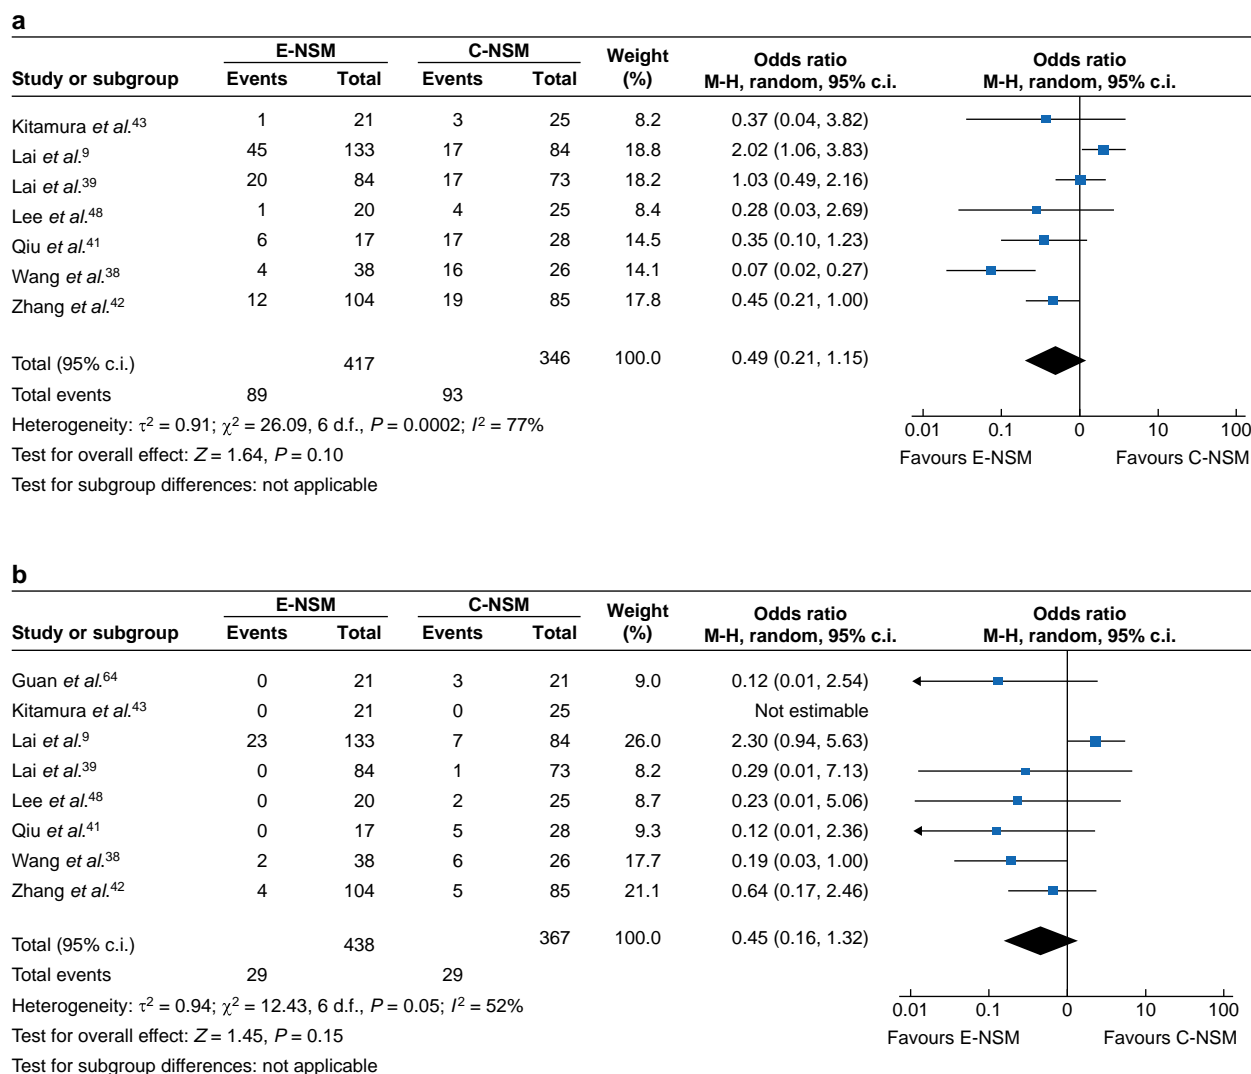 a
E-NSM C-NSM Weight Odds ratio Odds ratio
Study or subgroup Events Total Events Total (%) M-H, random, 95% c.i. M-H, random, 95% c.i.
Kitamura et al.43 1 21 3 25 8.2 0.37 (0.04, 3.82)
Lai et al.9 45 133 17 84 18.8 2.02 (1.06, 3.83)
Lai et al.39 20 84 17 73 18.2 1.03 (0.49, 2.16)
Lee et al.48 1 20 4 25 8.4 0.28 (0.03, 2.69)
Qiu et al.41 6 17 17 28 14.5 0.35 (0.10, 1.23)
Wang et al.38 4 38 16 26 14.1 0.07 (0.02, 0.27)
Zhang et al.42 12 104 19 85 17.8 0.45 (0.21, 1.00)
Total (95% c.i.) 417 346 100.0 0.49 (0.21, 1.15)
Total events 89 93
Heterogeneity: τ2 = 0.91; χ2 = 26.09, 6 d.f., P = 0.0002; I2 = 77%
0.01 0.1 0 10 100
Test for overall effect: Z = 1.64, P = 0.10
Favours E-NSM Favours C-NSM
Test for subgroup differences: not applicable
b
E-NSM C-NSM Weight Odds ratio Odds ratio
Study or subgroup Events Total Events Total (%) M-H, random, 95% c.i. M-H, random, 95% c.i.
Guan et al.64 0 21 3 21 9.0 0.12 (0.01, 2.54)
Kitamura et al.43 0 21 0 25 Not estimable
Lai et al.9 23 133 7 84 26.0 2.30 (0.94, 5.63)
Lai et al.39 0 84 1 73 8.2 0.29 (0.01, 7.13)
Lee et al.48 0 20 2 25 8.7 0.23 (0.01, 5.06)
Qiu et al.41 0 17 5 28 9.3 0.12 (0.01, 2.36)
Wang et al.38 2 38 6 26 17.7 0.19 (0.03, 1.00)
Zhang et al.42 4 104 5 85 21.1 0.64 (0.17, 2.46)
Total (95% c.i.) 438 367 100.0 0.45 (0.16, 1.32)
Total events 29 29
Heterogeneity: τ2 = 0.94; χ2 = 12.43, 6 d.f., P = 0.05; I2 = 52%
0.01 0.1 0 10 100
Test for overall effect: Z = 1.45, P = 0.15
Favours E-NSM Favours C-NSM
Test for subgroup differences: not applicable